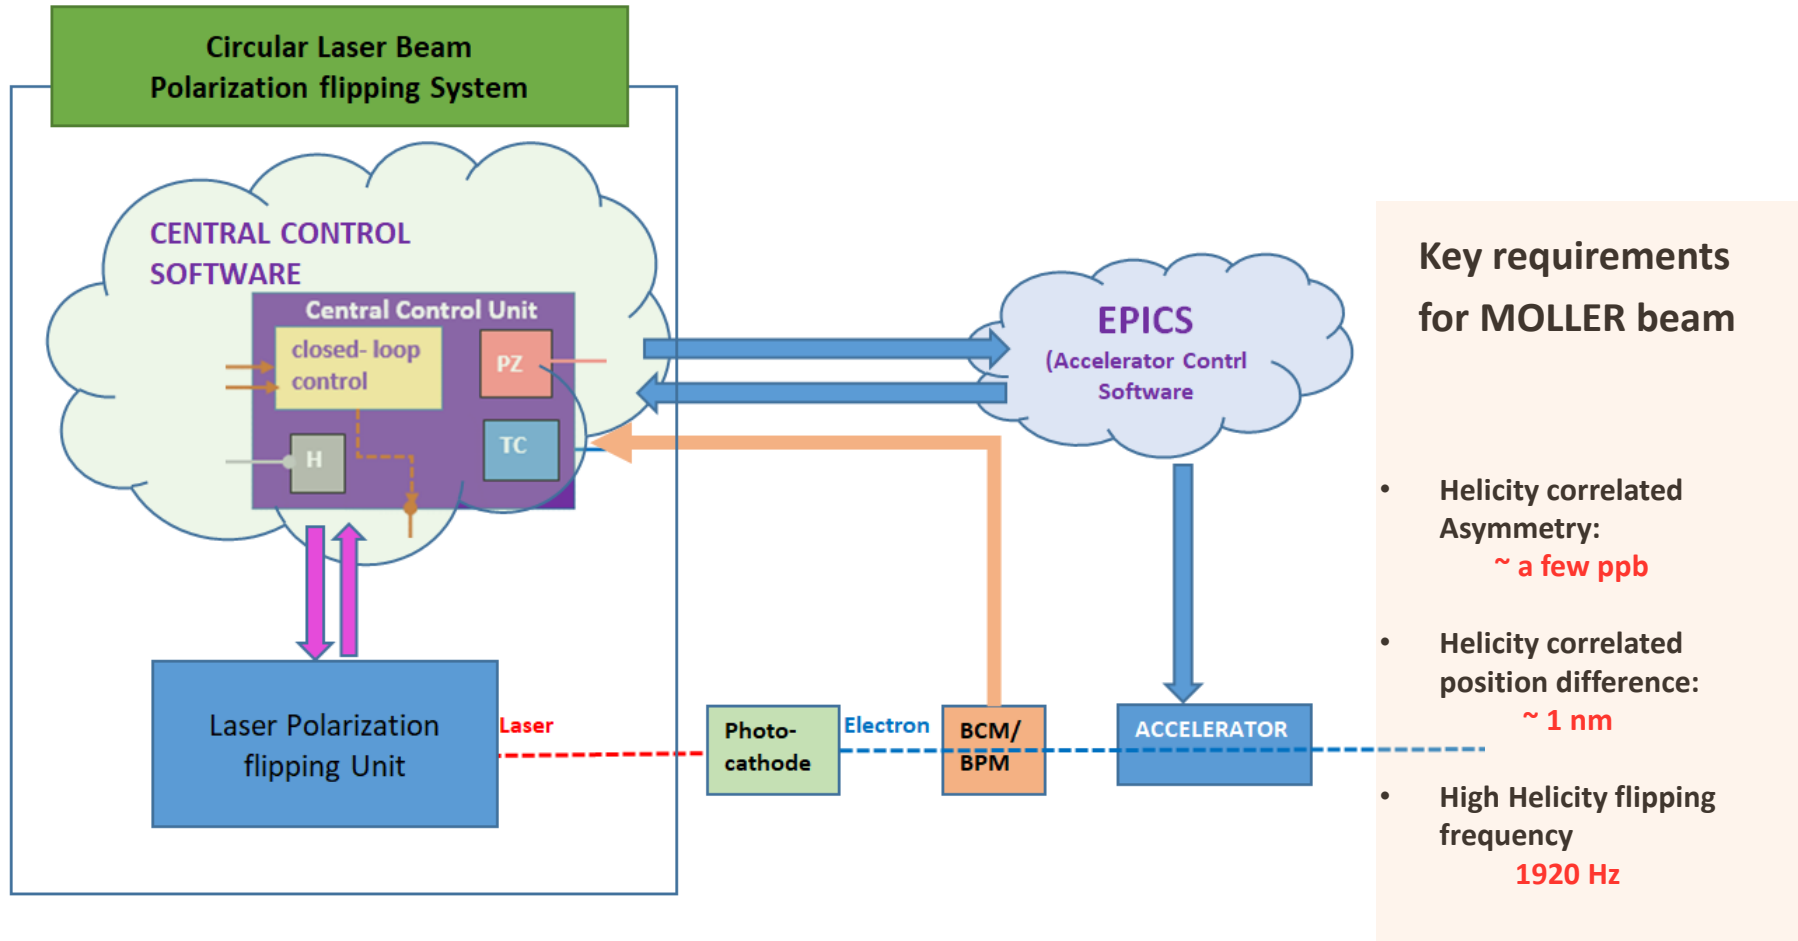 Circular Laser Beam
Polarization flipping System
CENTRAL CONTROL
SOFTWARE
Central Control Unit
closed- loop
control
PZ
H
TC
EPICS
(Accelerator Contrl
Software
Laser Polarization
flipping Unit
Laser
Photo-
cathode
Electron
BCM/
BPM
ACCELERATOR
Key requirements
for MOLLER beam
• Helicity correlated
Asymmetry:
~ a few ppb
• Helicity correlated
position difference:
~ 1 nm
• High Helicity flipping
frequency
1920 Hz